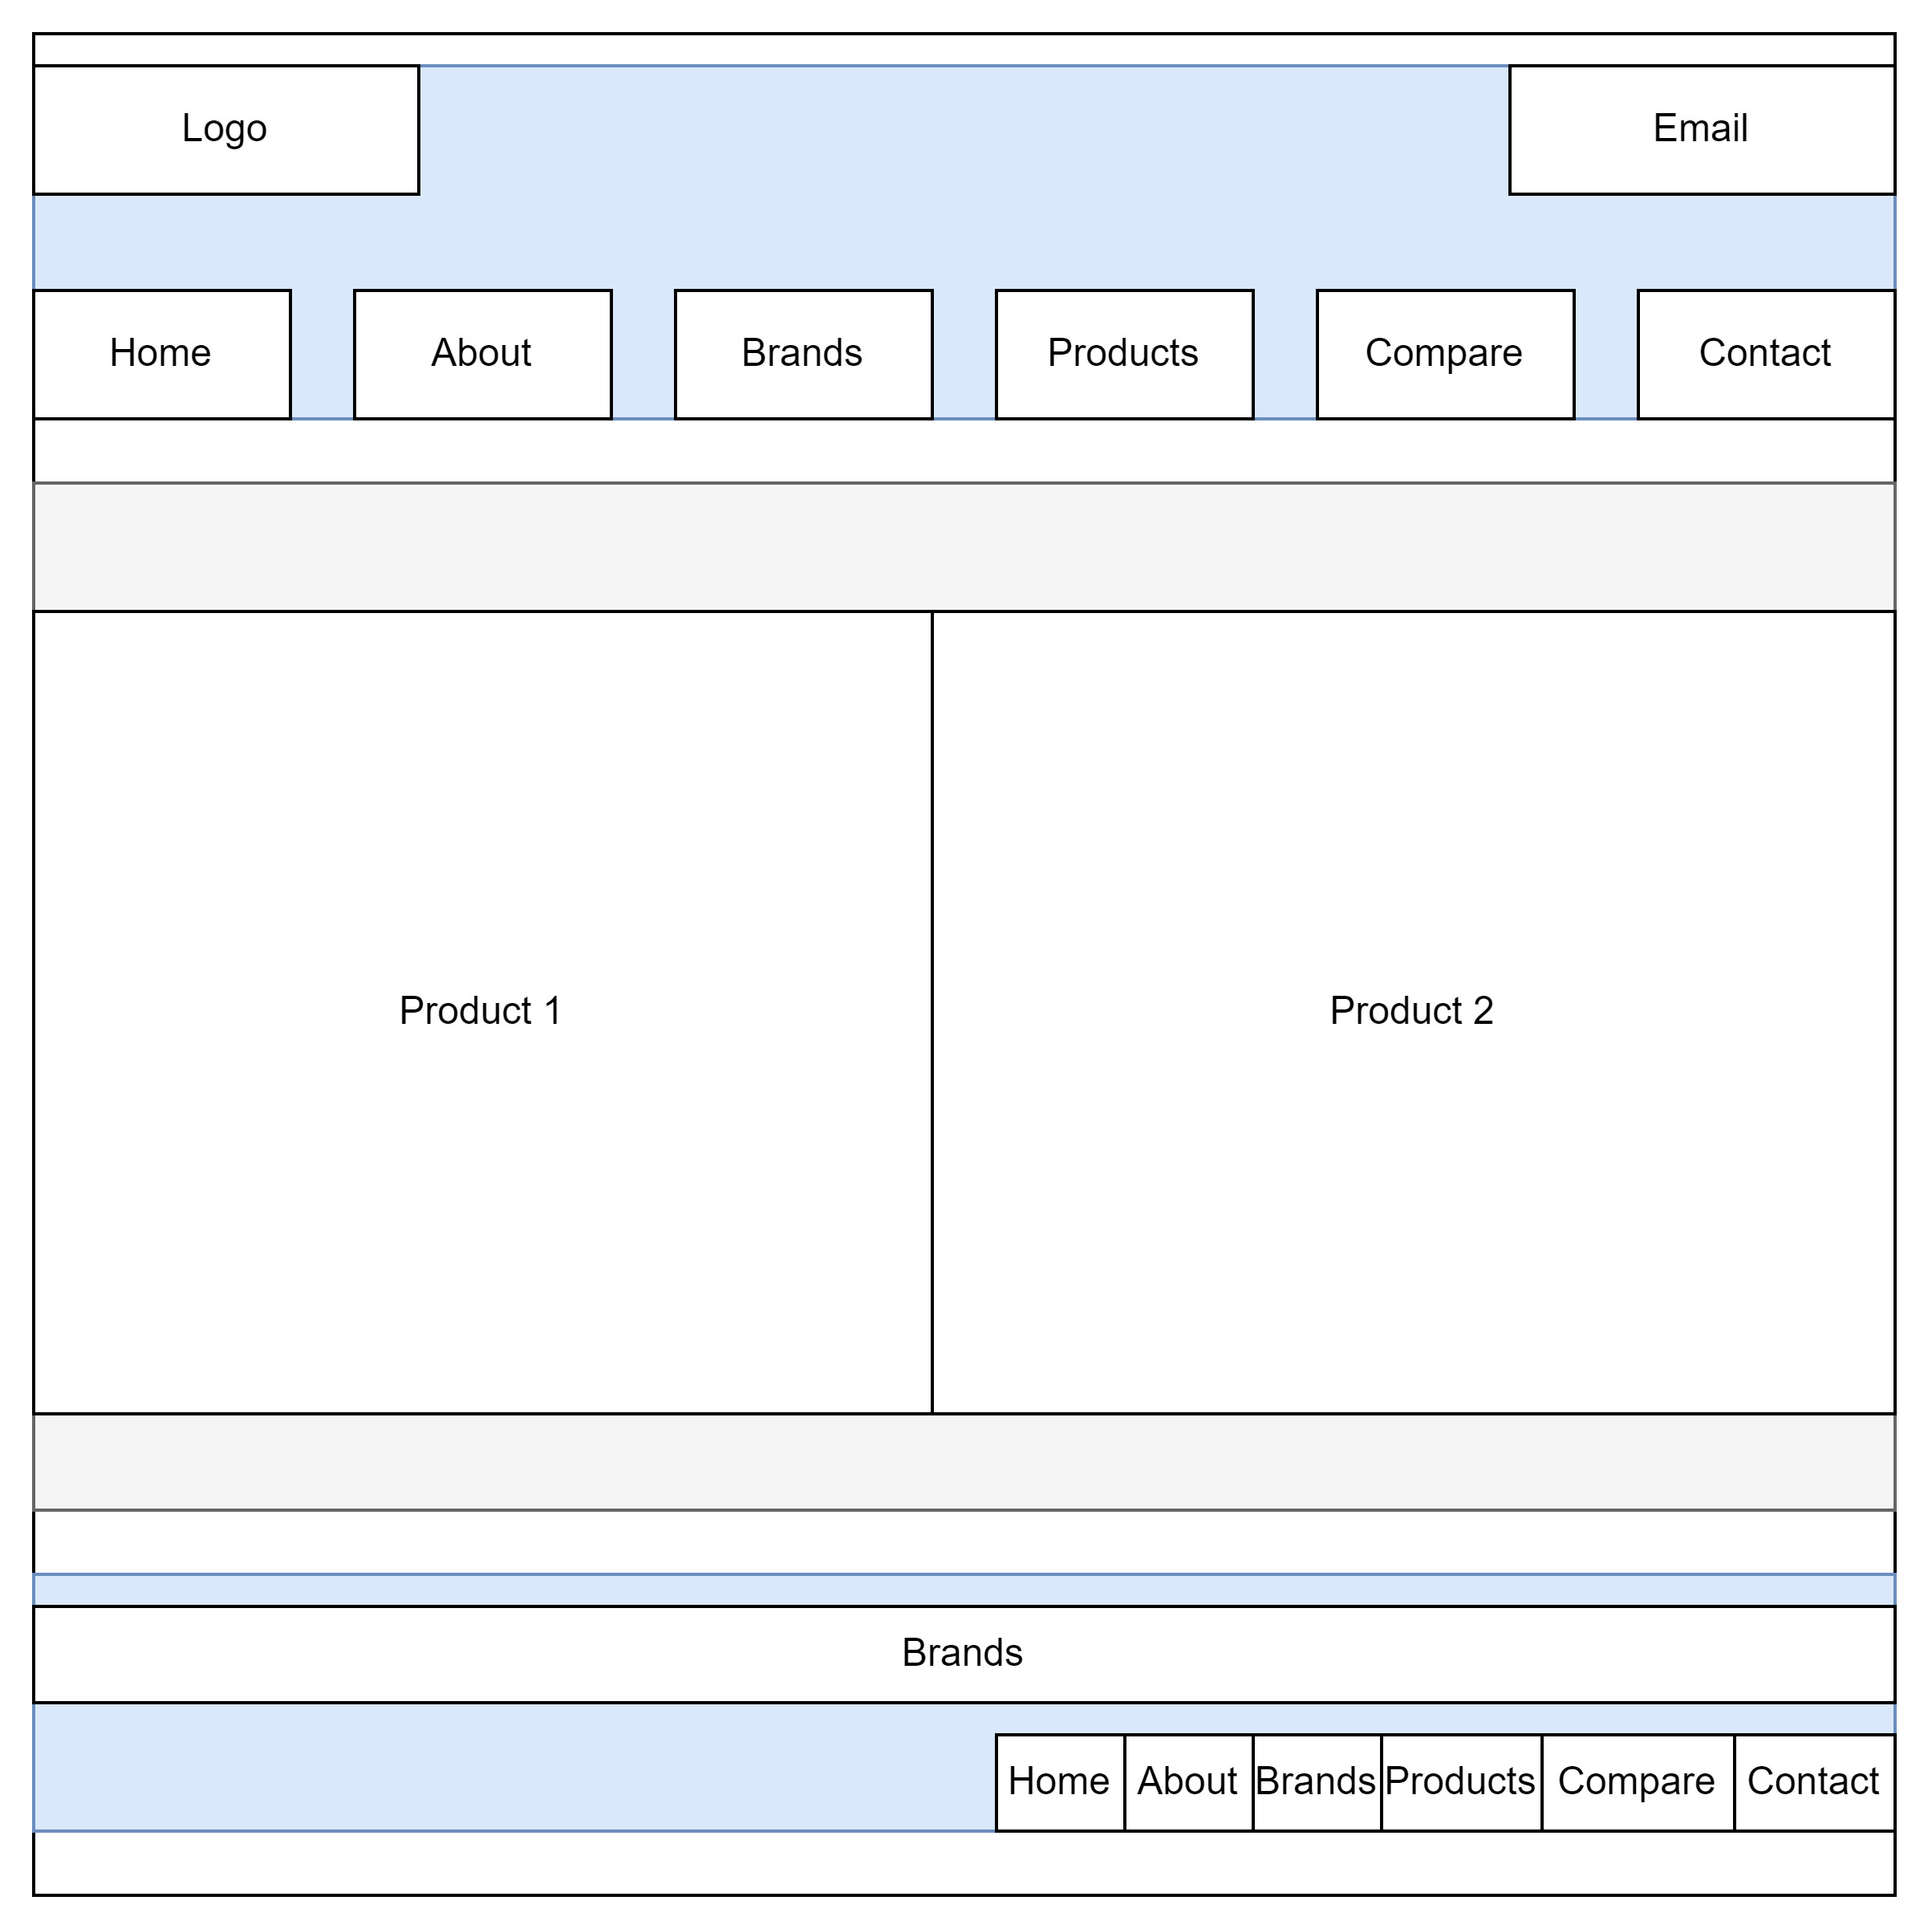 Logo
Email
Home
About
Brands
Products
Compare
Contact
Product 1
Product 2
Brands
Home
About
Brands
Products
Compare
Contact